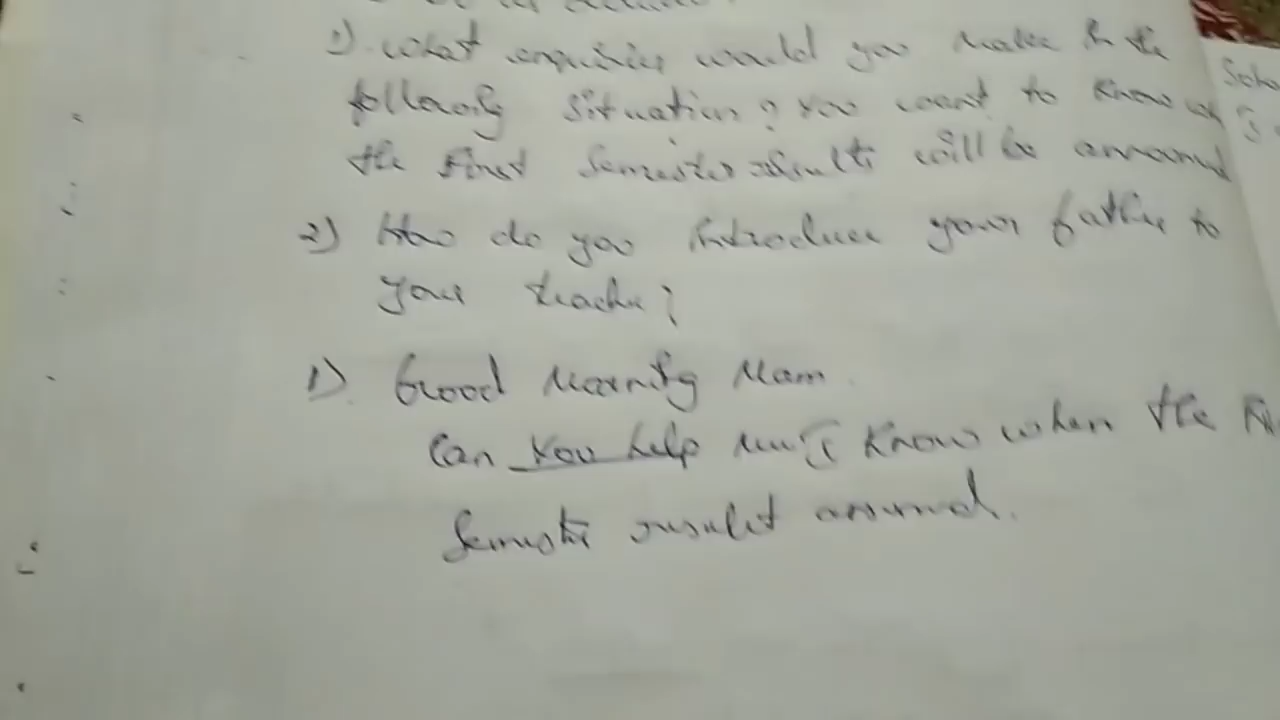 1) What enquiries would you make in the
following situation? You want to know
the First Semester results will be
2) How do you introduce your father to
your teacher?
1) Good Morning Mam.
Can you help me I know when the
Semester result